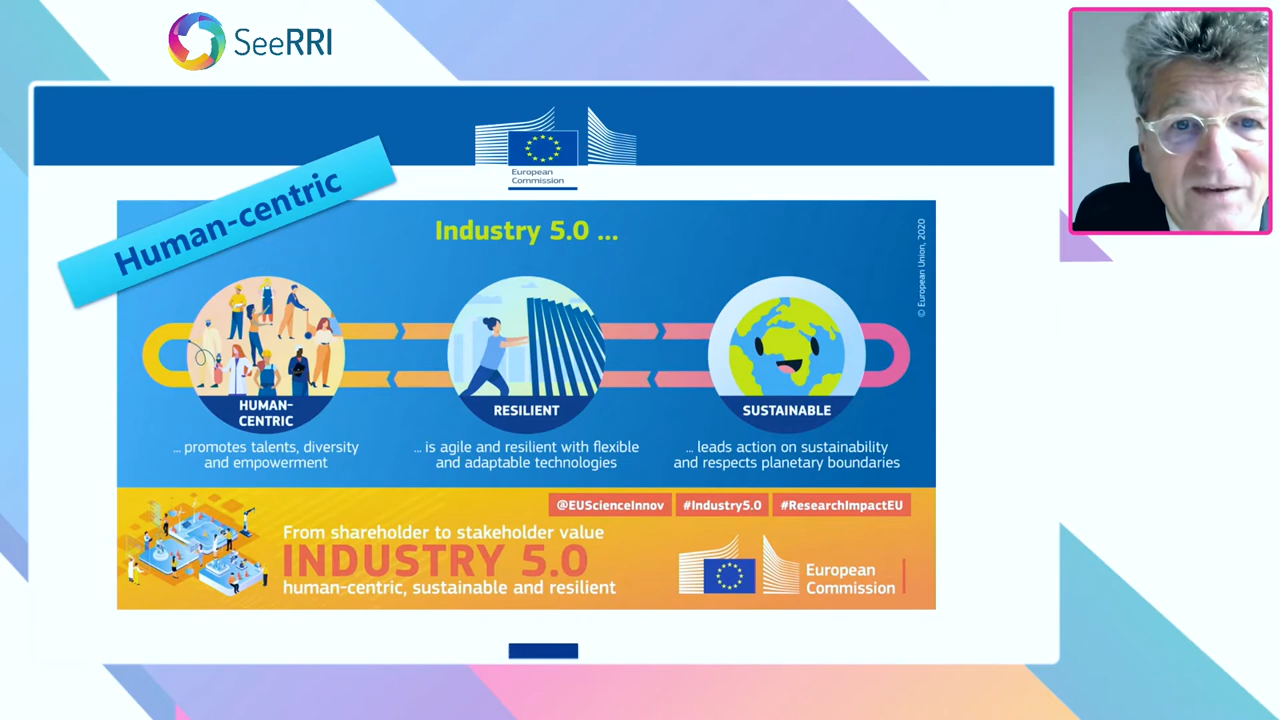 SeeRRI
European
Commission
Human-centric
Industry 5.0 ...
© European Union, 2020
HUMAN-
CENTRIC
... promotes talents, diversity
and empowerment
RESILIENT
... is agile and resilient with flexible
and adaptable technologies
SUSTAINABLE
... leads action on sustainability
and respects planetary boundaries
@EUScienceInnov
#Industry5.0
#ResearchImpactEU
From shareholder to stakeholder value
INDUSTRY 5.0
human-centric, sustainable and resilient
European
Commission